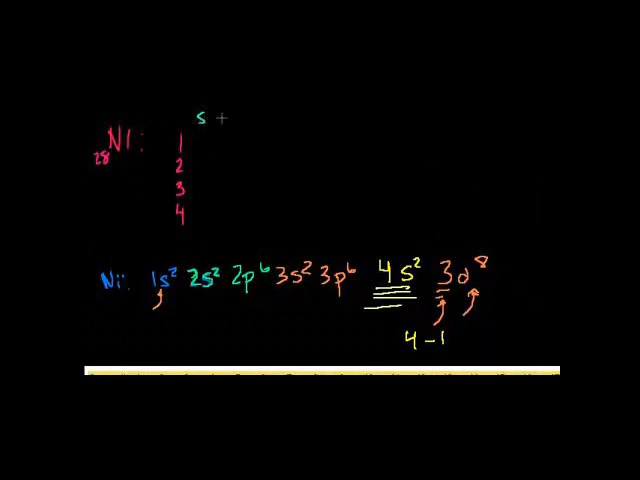 s
₂₈Ni: 1
2
3
4
Ni: 1s² 2s² 2p⁶ 3s² 3p⁶ 4s² 3d⁸
4-1